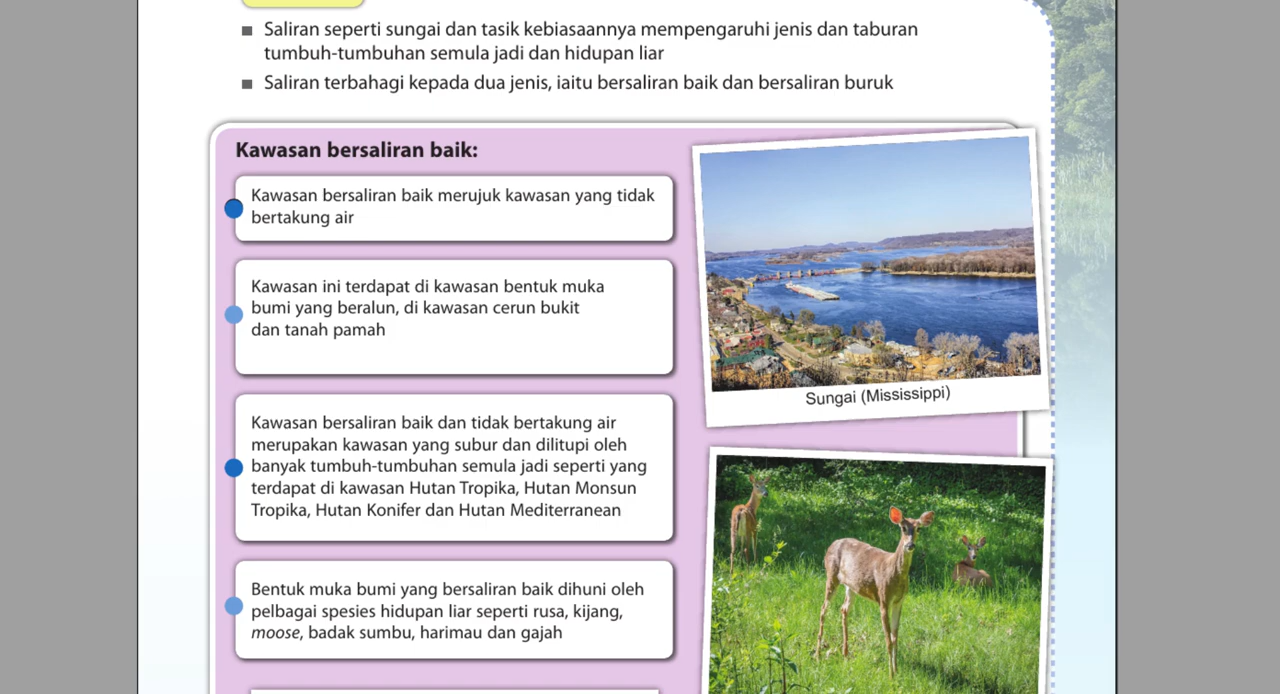 Saliran seperti sungai dan tasik kebiasaannya mempengaruhi jenis dan taburan
tumbuh-tumbuhan semula jadi dan hidupan liar
Saliran terbahagi kepada dua jenis, iaitu bersaliran baik dan bersaliran buruk
Kawasan bersaliran baik:
Kawasan bersaliran baik merujuk kawasan yang tidak
bertakung air
Kawasan ini terdapat di kawasan bentuk muka
bumi yang beralun, di kawasan cerun bukit
dan tanah pamah
Kawasan bersaliran baik dan tidak bertakung air
merupakan kawasan yang subur dan dilitupi oleh
banyak tumbuh-tumbuhan semula jadi seperti yang
terdapat di kawasan Hutan Tropika, Hutan Monsun
Tropika, Hutan Konifer dan Hutan Mediterranean
Bentuk muka bumi yang bersaliran baik dihuni oleh
pelbagai spesies hidupan liar seperti rusa, kijang,
moose, badak sumbu, harimau dan gajah
Sungai (Mississippi)